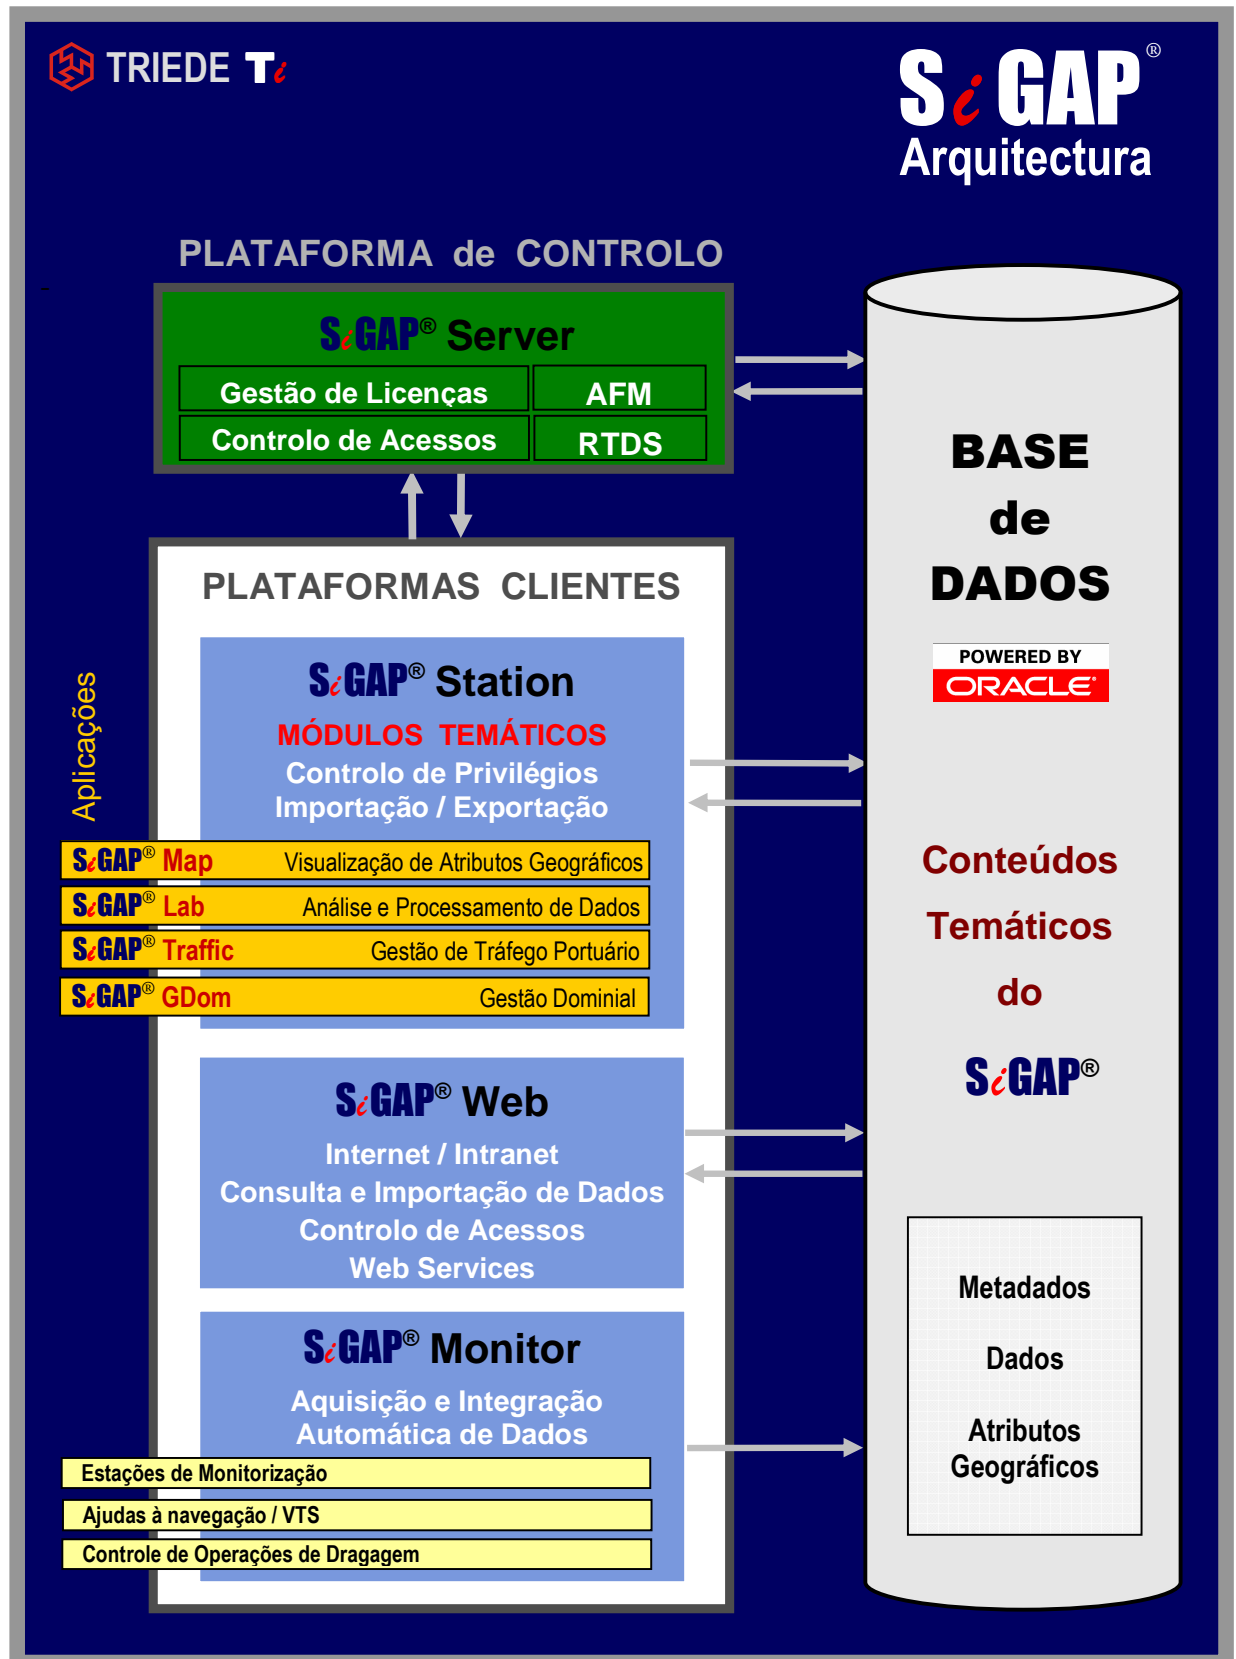 TRIEDE Ti
SiGAP®
Arquitectura
PLATAFORMA de CONTROLO
SiGAP® Server
Gestão de Licenças
AFM
Controlo de Acessos
RTDS
PLATAFORMAS CLIENTES
SiGAP® Station
MÓDULOS TEMÁTICOS
Controlo de Privilégios
Importação / Exportação
Aplicações
SiGAP® Map Visualização de Atributos Geográficos
SiGAP® Lab Análise e Processamento de Dados
SiGAP® Traffic Gestão de Tráfego Portuário
SiGAP® GDom Gestão Dominial
SiGAP® Web
Internet / Intranet
Consulta e Importação de Dados
Controlo de Acessos
Web Services
SiGAP® Monitor
Aquisição e Integração
Automática de Dados
Estações de Monitorização
Ajudas à navegação / VTS
Controle de Operações de Dragagem
BASE
de
DADOS
POWERED BY
ORACLE®
Conteúdos
Temáticos
do
SiGAP®
Metadados
Dados
Atributos
Geográficos